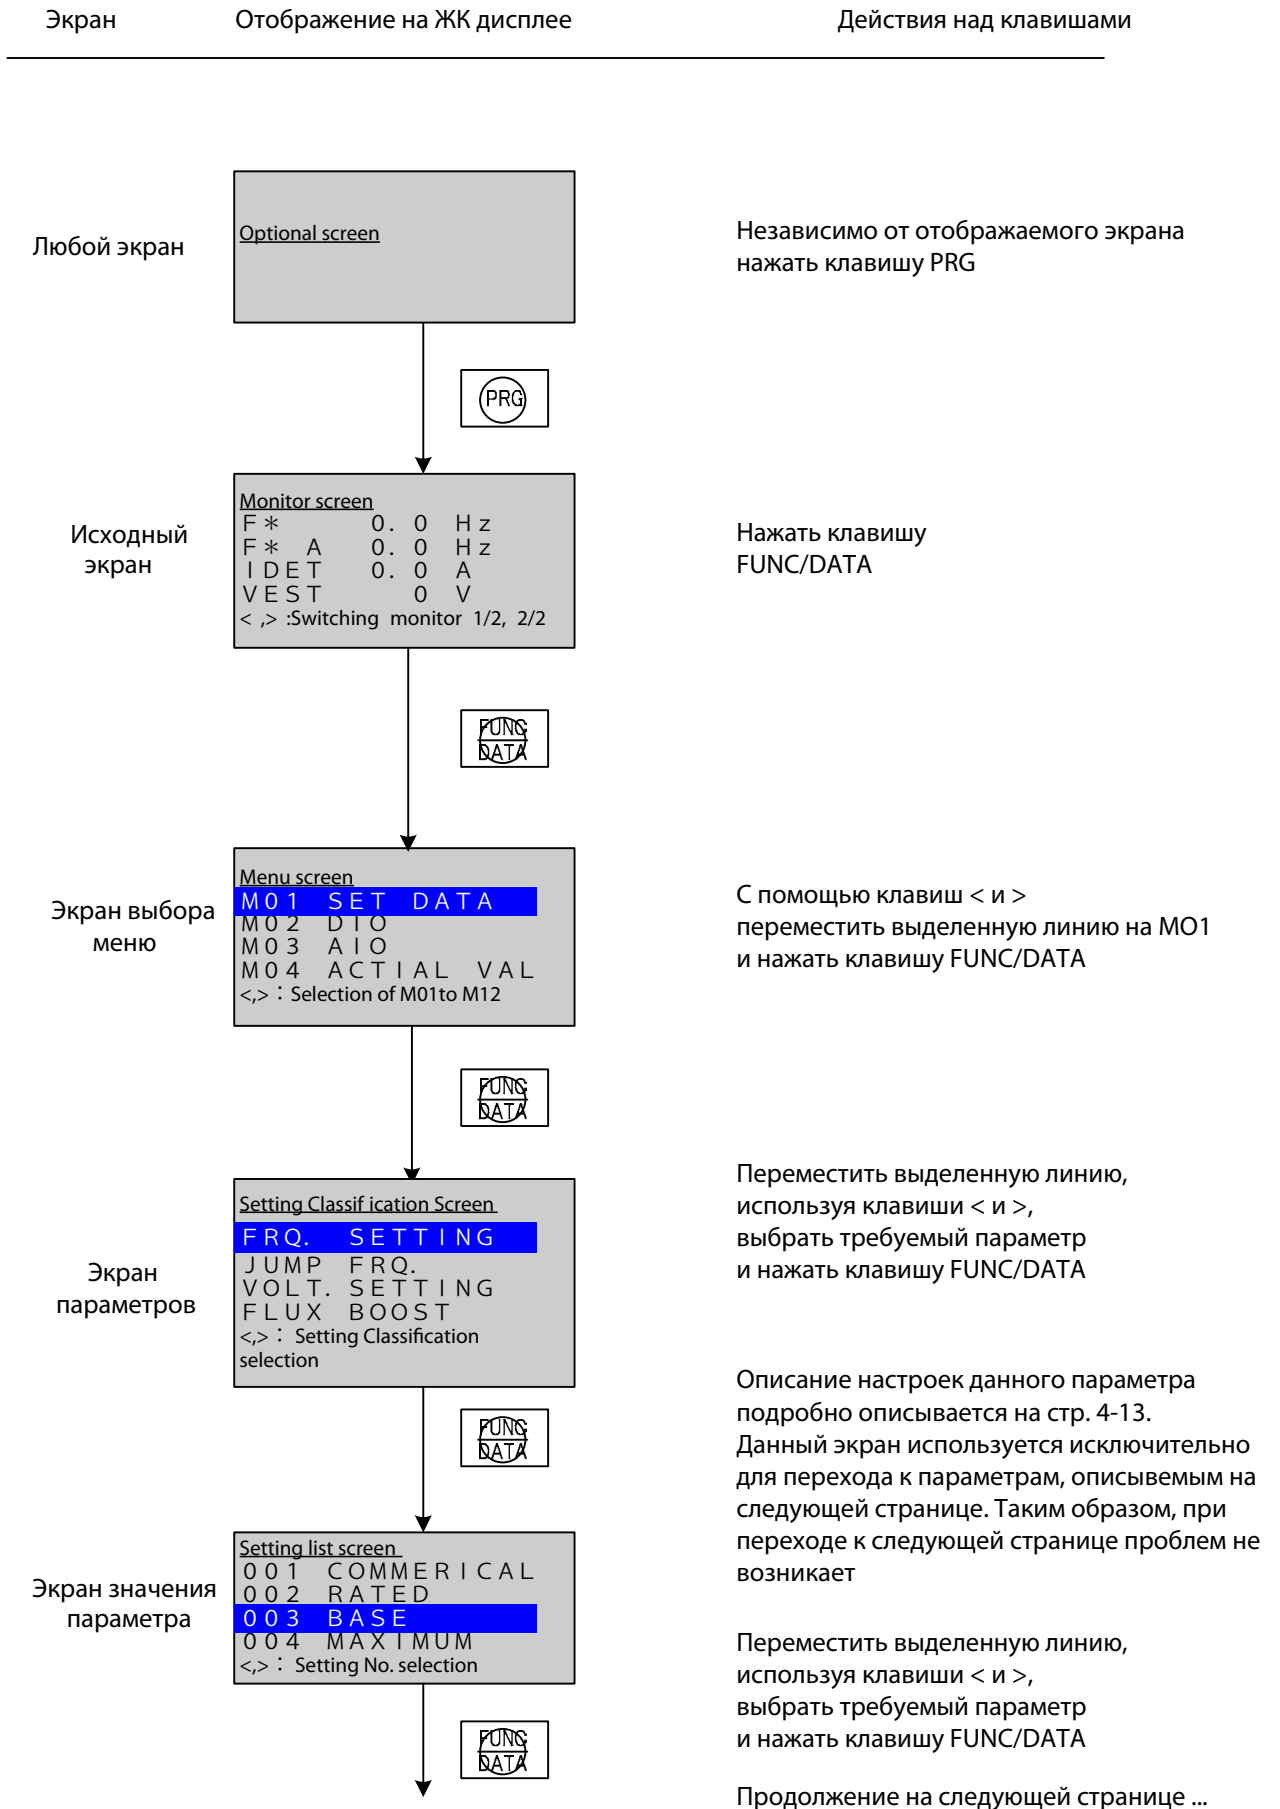 Экран Отображение на ЖК дисплее Действия над клавишами
Любой экран
Optional screen
Независимо от отображаемого экрана
нажать клавишу PRG
PRG
Исходный
экран
Monitor screen
F* 0. 0 Hz
F* A 0. 0 Hz
IDET 0. 0 A
VEST 0 V
< ,> :Switching monitor 1/2, 2/2
Нажать клавишу
FUNC/DATA
FUNC
DATA
Экран выбора
меню
Menu screen
M01 SET DATA
M02 DIO
M03 AIO
M04 ACTIAL VAL
<,> : Selection of M01to M12
С помощью клавиш < и >
переместить выделенную линию на МО1
и нажать клавишу FUNC/DATA
FUNC
DATA
Экран
параметров
Setting Classif ication Screen
FRQ. SETTING
JUMP FRQ.
VOLT. SETTING
FLUX BOOST
<,> : Setting Classification
selection
Переместить выделенную линию,
используя клавиши < и >,
выбрать требуемый параметр
и нажать клавишу FUNC/DATA
Описание настроек данного параметра
подробно описывается на стр. 4-13.
Данный экран используется исключительно
для перехода к параметрам, описывемым на
следующей странице. Таким образом, при
переходе к следующей странице проблем не
возникает
FUNC
DATA
Экран значения
параметра
Setting list screen
001 COMMERICAL
002 RATED
003 BASE
004 MAXIMUM
<,> : Setting No. selection
Переместить выделенную линию,
используя клавиши < и >,
выбрать требуемый параметр
и нажать клавишу FUNC/DATA
FUNC
DATA
Продолжение на следующей странице ...